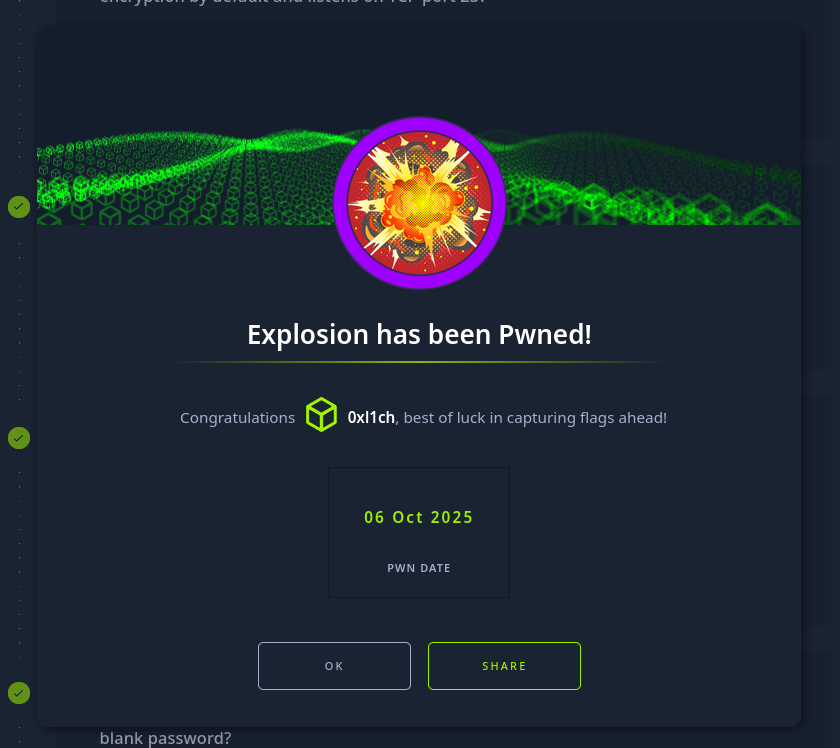 encryption by default and listens on TCP port 23?
Explosion has been Pwned!
Congratulations 0xl1ch, best of luck in capturing flags ahead!
06 Oct 2025
PWN DATE
OK
SHARE
blank password?